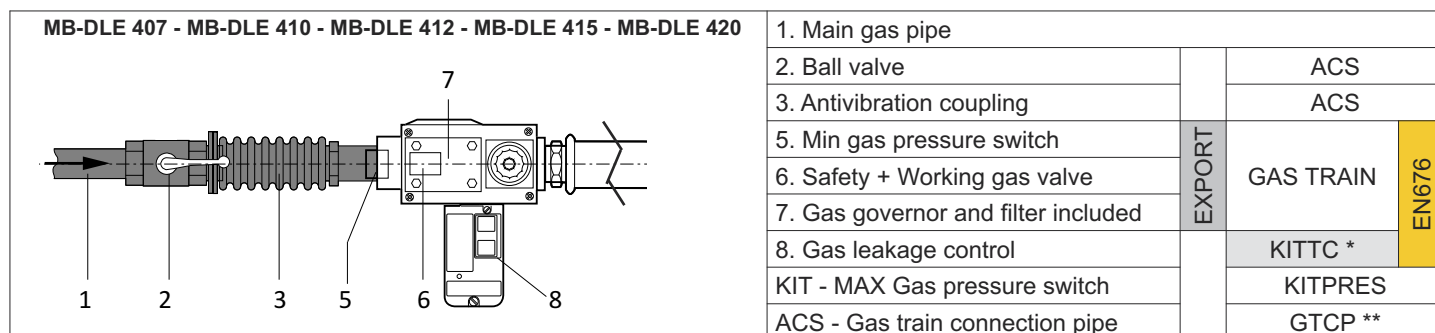 MB-DLE 407 - MB-DLE 410 - MB-DLE 412 - MB-DLE 415 - MB-DLE 420
7
1 2 3 5 6 8
1. Main gas pipe
2. Ball valve ACS
3. Antivibration coupling ACS
5. Min gas pressure switch
6. Safety + Working gas valve GAS TRAIN
7. Gas governor and filter included
EXPORT
EN676
8. Gas leakage control KITTC *
KIT - MAX Gas pressure switch KITPRES
ACS - Gas train connection pipe GTCP **